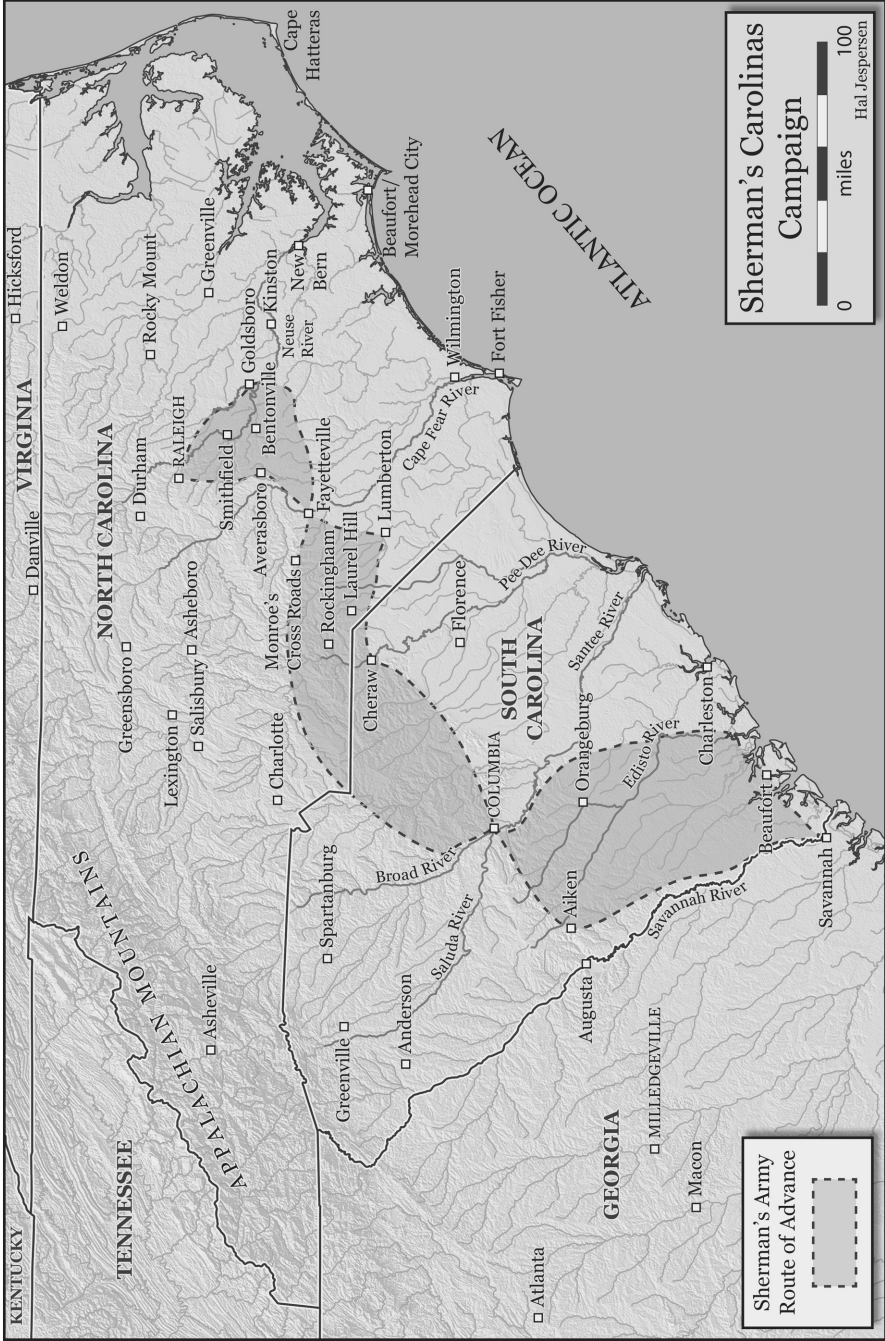 KENTUCKY
VIRGINIA
Hicksford
Danville
Weldon
TENNESSEE
APPALACHIAN MOUNTAINS
NORTH CAROLINA
Greensboro
Durham
Rocky Mount
Lexington
Salisbury
Asheboro
RALEIGH
Greenville
Asheville
Smithfield
Goldsboro
Averasboro
Bentonville
Kinston
Neuse
River
New
Bern
Cape
Hatteras
Charlotte
Monroe's
Cross Roads
Fayetteville
Rockingham
Laurel Hill
Lumberton
Beaufort/
Morehead City
Spartanburg
Greenville
Anderson
Cheraw
Cape Fear River
Wilmington
Fort Fisher
Broad River
Saluda River
Florence
Pee Dee River
SOUTH
CAROLINA
COLUMBIA
Santee River
ATLANTIC OCEAN
Atlanta
Aiken
Augusta
Orangeburg
Edisto River
GEORGIA
MILLEDGEVILLE
Macon
Savannah River
Charleston
Beaufort
Savannah
Sherman's Army
Route of Advance
Sherman's Carolinas
Campaign
0
miles
100
Hal Jespersen